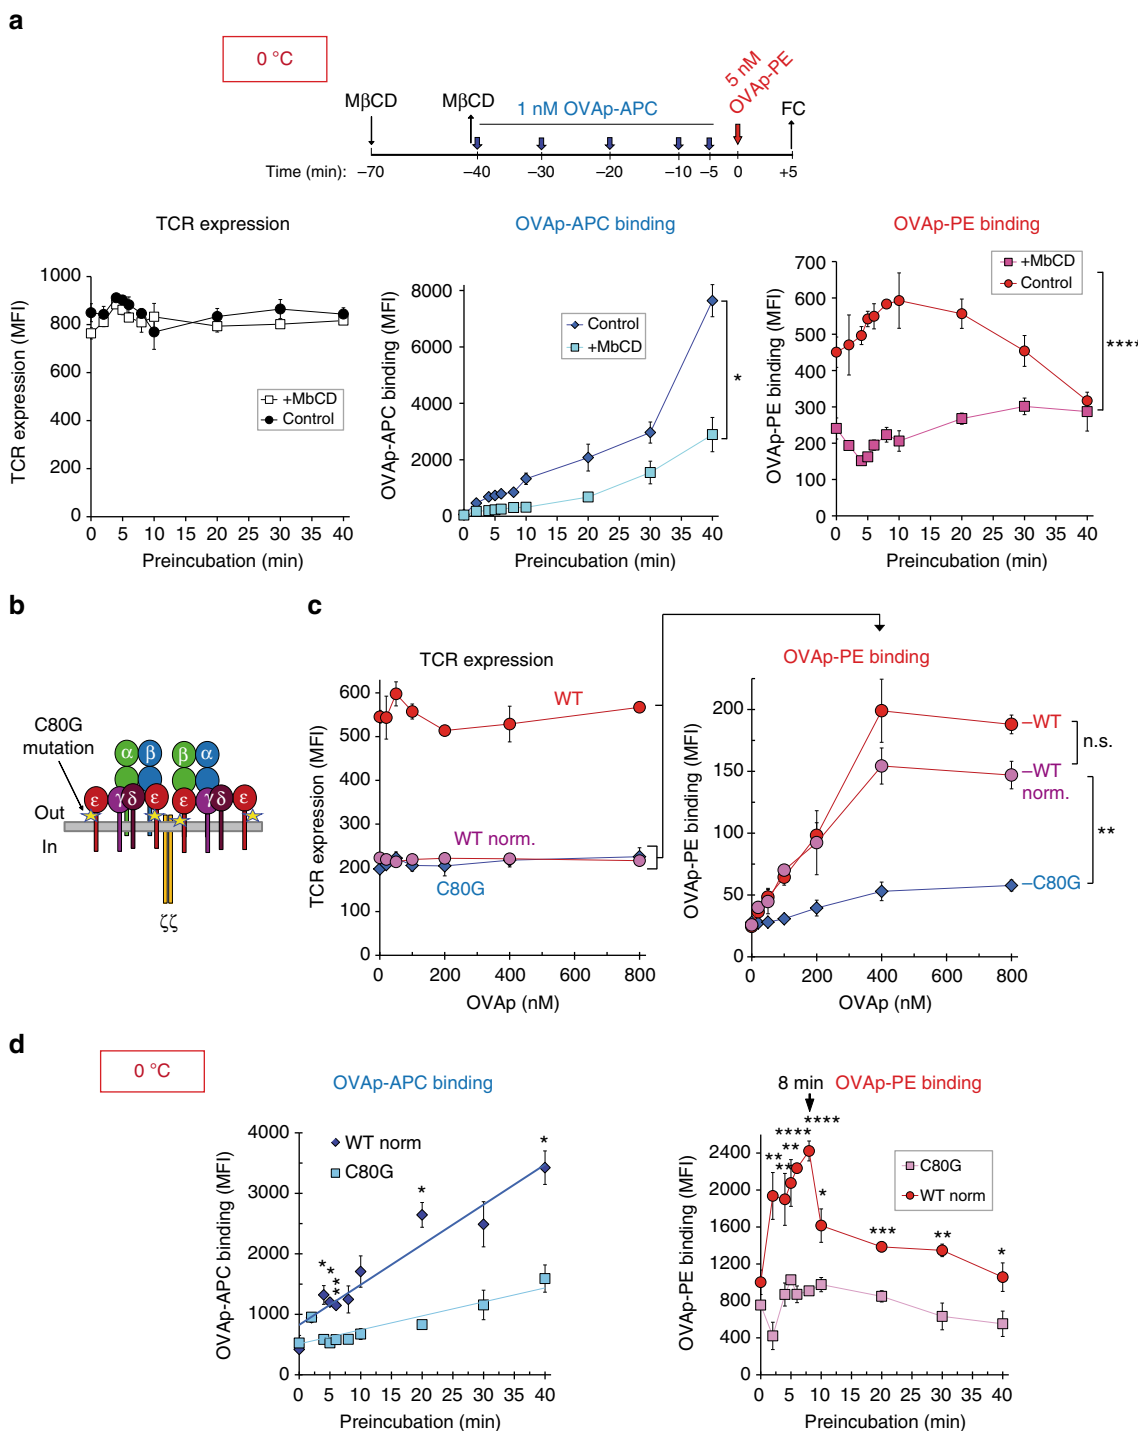 a
0 °C
MβCD
MβCD
1 nM OVAp-APC
5 nM
OVAp-PE
FC
Time (min):
–70
–40
–30
–20
–10
–5
0
+5
TCR expression
TCR expression (MFI)
1000
800
600
400
200
0
+MbCD
Control
0
5
10
15
20
25
30
35
40
Preincubation (min)
OVAp-APC binding
OVAp-APC binding (MFI)
8000
6000
4000
2000
0
Control
+MbCD
*
0
5
10
15
20
25
30
35
40
Preincubation (min)
OVAp-PE binding
OVAp-PE binding (MFI)
700
600
500
400
300
200
100
0
+MbCD
Control
****
0
5
10
15
20
25
30
35
40
Preincubation (min)
b
C80G
mutation
α
β
β
α
ε
γ
δ
ε
ε
γ
δ
ε
Out
In
ζζ
c
TCR expression
TCR expression (MFI)
600
500
400
300
200
100
0
WT
WT norm.
C80G
0
200
400
600
800
OVAp (nM)
OVAp-PE binding
OVAp-PE binding (MFI)
200
150
100
50
0
–WT
n.s.
–WT
norm.
**
–C80G
0
200
400
600
800
OVAp (nM)
d
0 °C
OVAp-APC binding
OVAp-APC binding (MFI)
4000
3000
2000
1000
0
WT norm
C80G
*
*
*
*
*
*
0
5
10
15
20
25
30
35
40
Preincubation (min)
8 min
OVAp-PE binding
OVAp-PE binding (MFI)
2400
2000
1600
1200
800
400
0
C80G
WT norm
****
****
**
**
**
*
***
**
*
0
5
10
15
20
25
30
35
40
Preincubation (min)